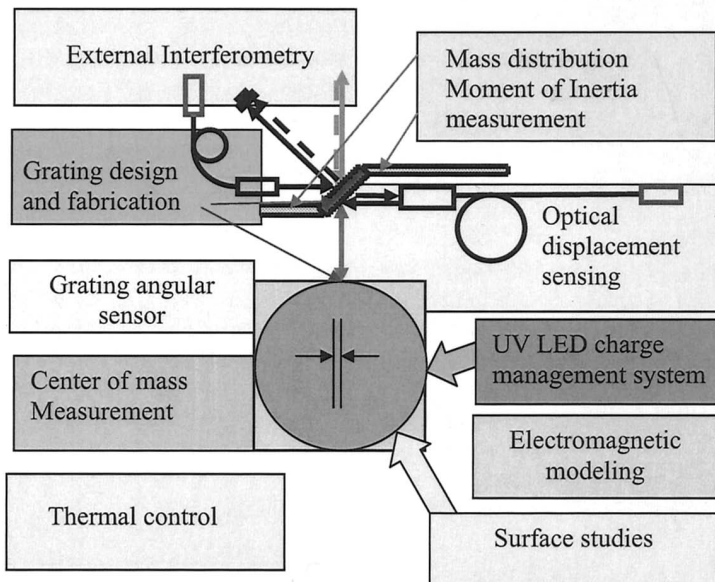 External Interferometry
Mass distribution
Moment of Inertia
measurement
Grating design
and fabrication
Optical
displacement
sensing
Grating angular
sensor
UV LED charge
management system
Center of mass
Measurement
Electromagnetic
modeling
Thermal control
Surface studies